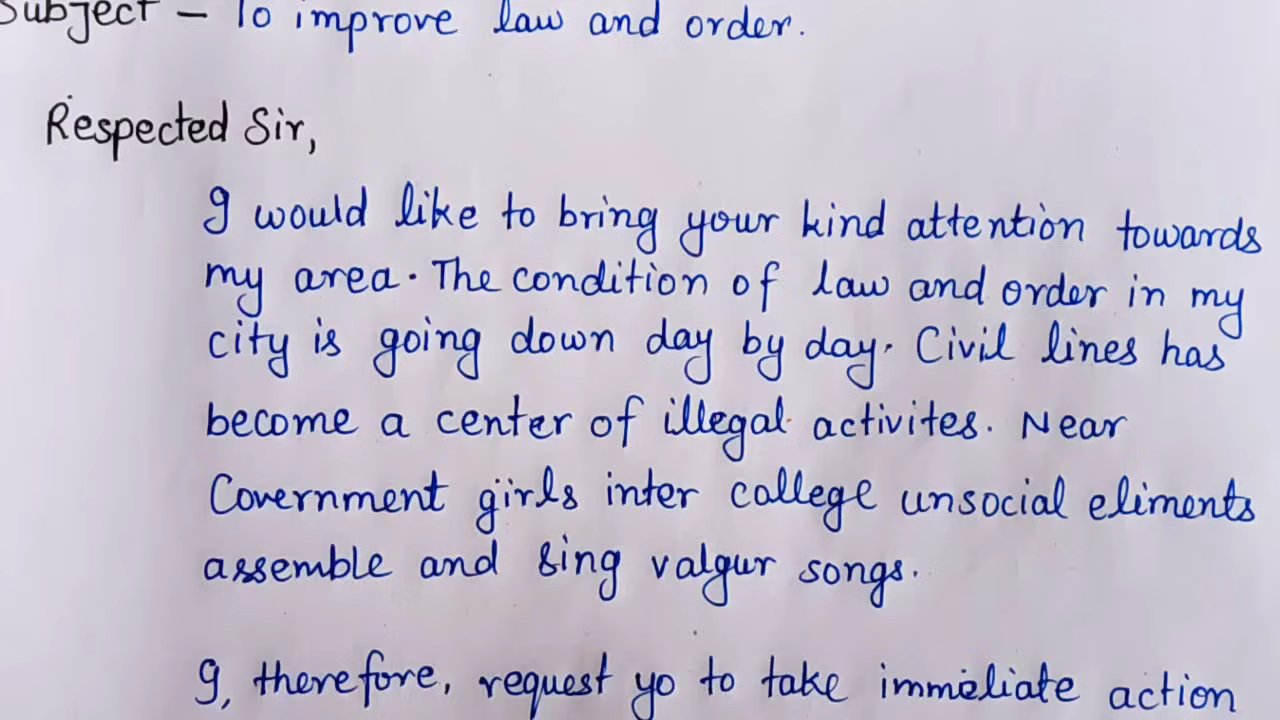 Subject - To improve law and order.
Respected Sir,
I would like to bring your kind attention towards
my area. The condition of law and order in my
city is going down day by day. Civil lines has
become a center of illegal activites. Near
Government girls inter college unsocial eliments
assemble and sing valgur songs.
I, therefore, request yo to take immediate action